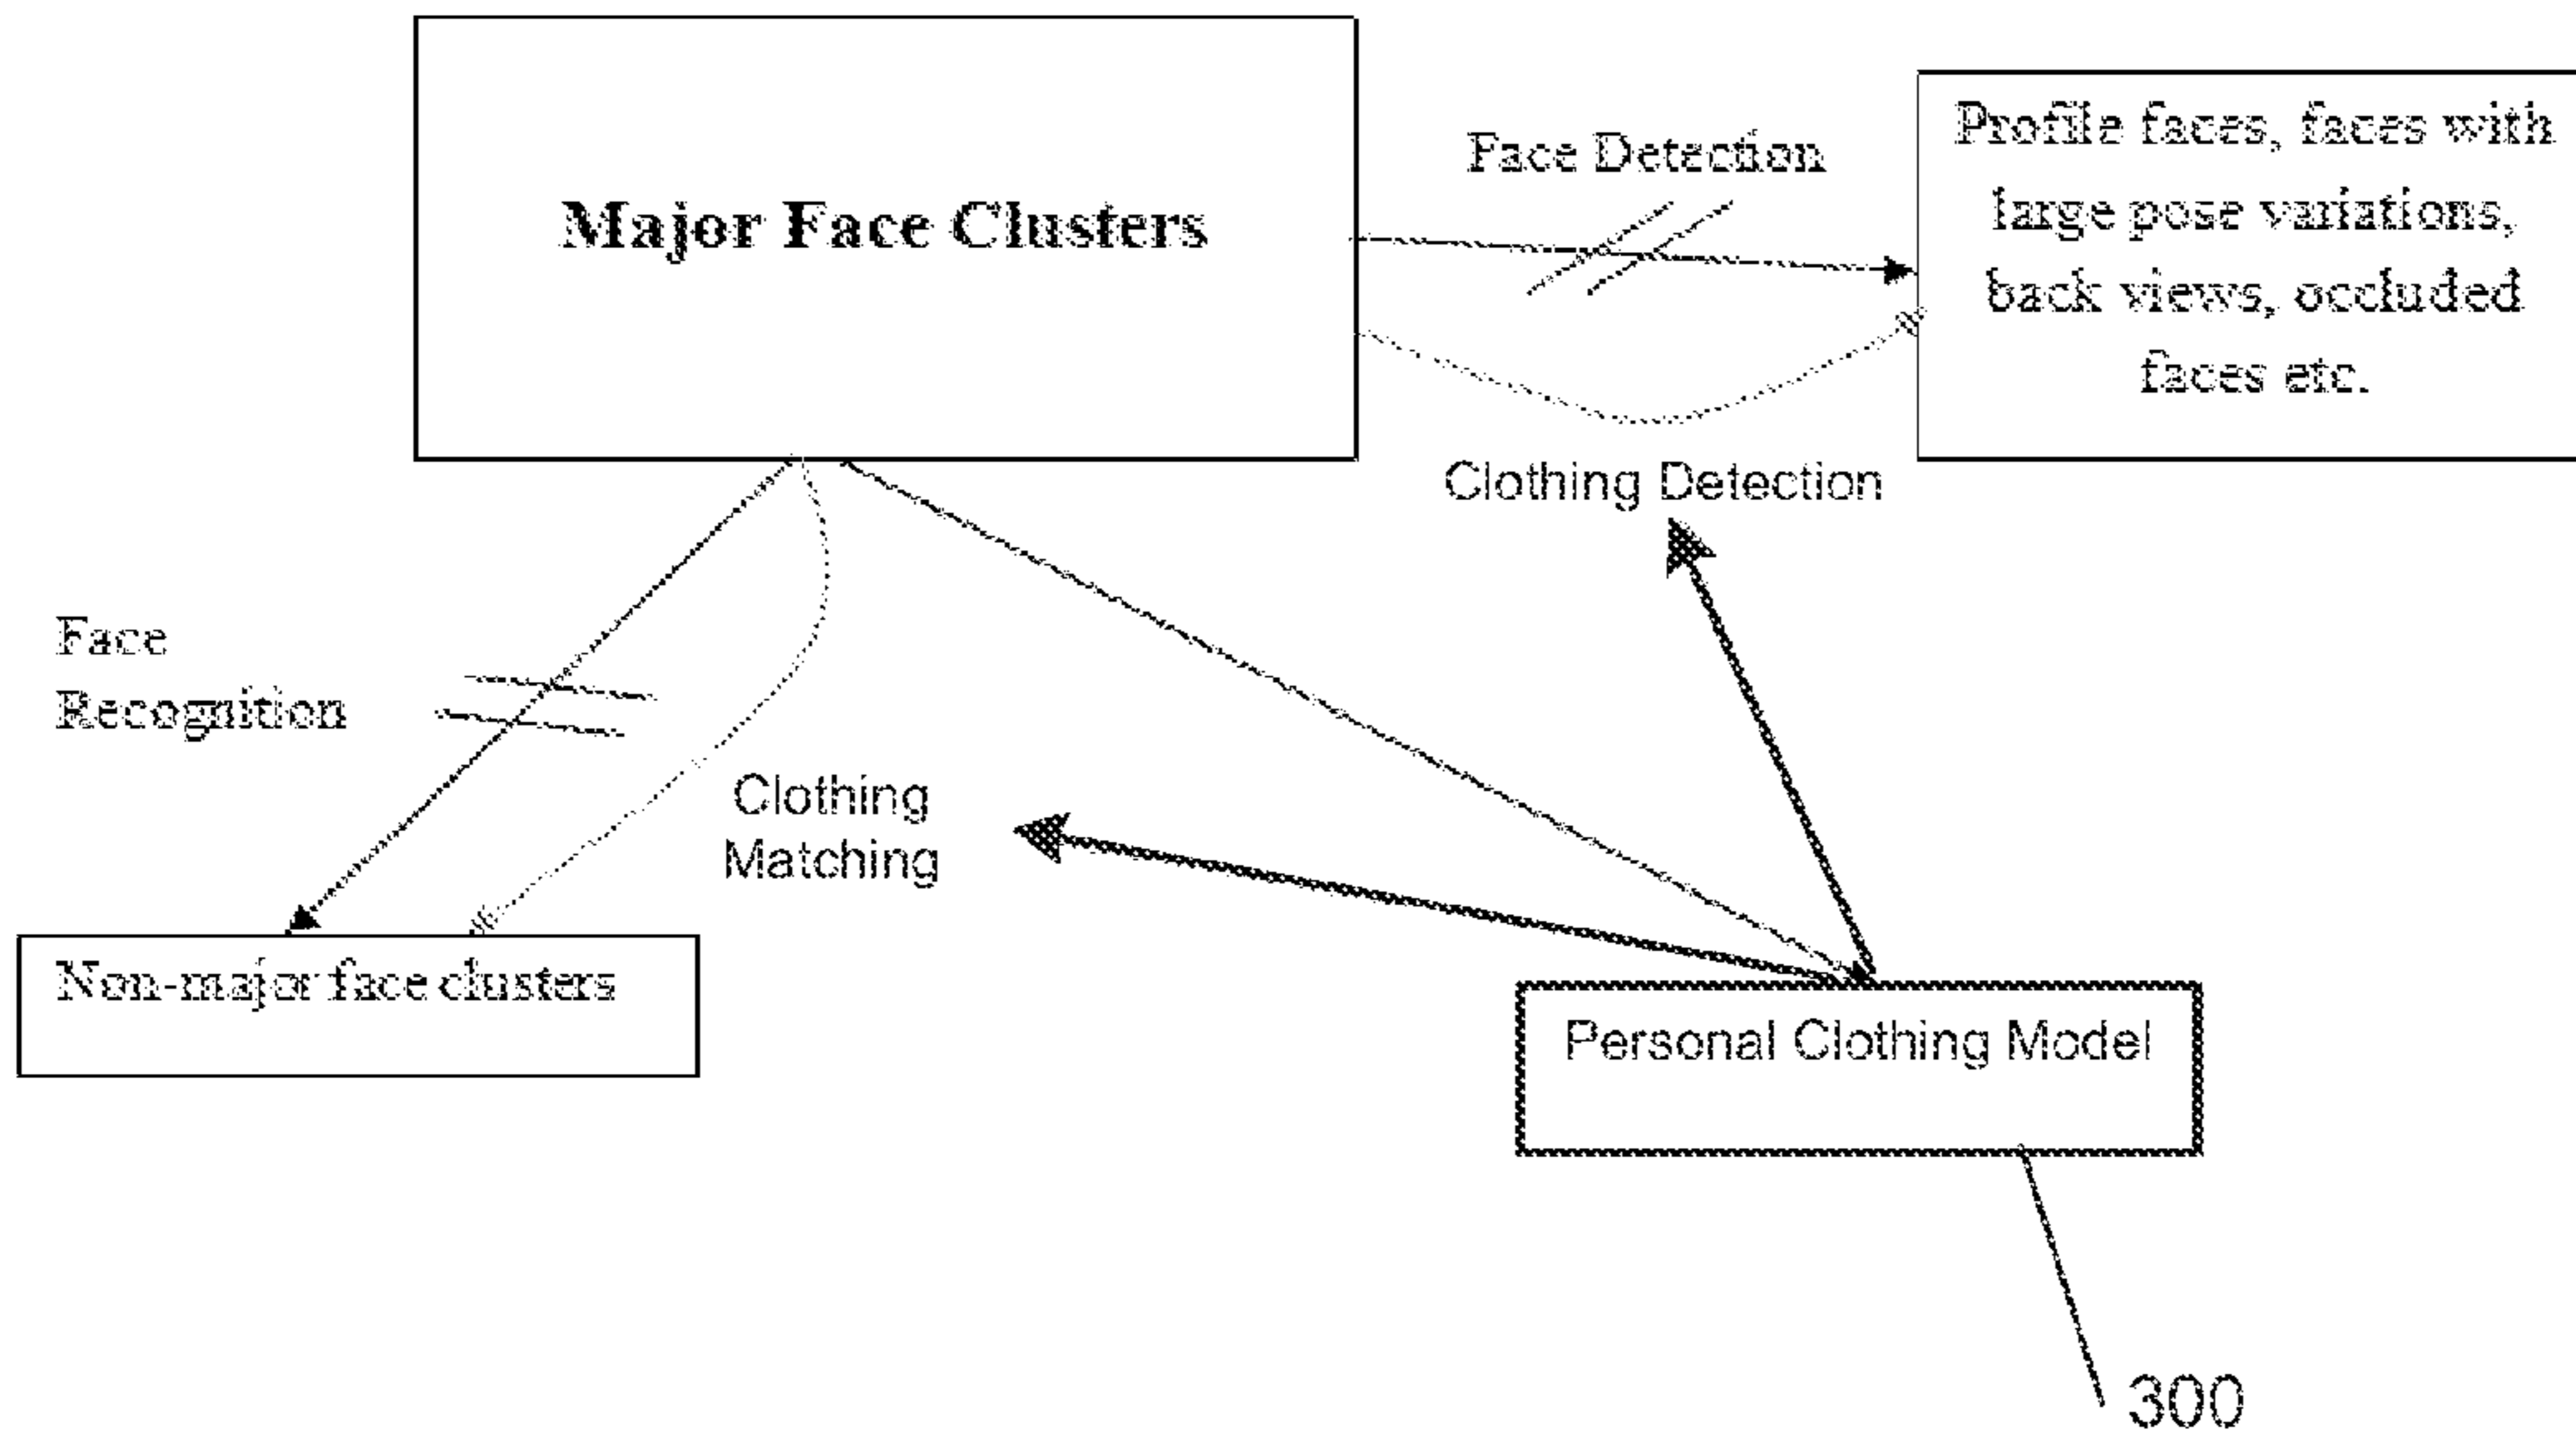 Major Face Clusters
Face Detection
Profile faces, faces with
large pose variations,
back views, occluded
faces etc.
Clothing Detection
Face
Recognition
Clothing
Matching
Non-major face clusters
Personal Clothing Model
300